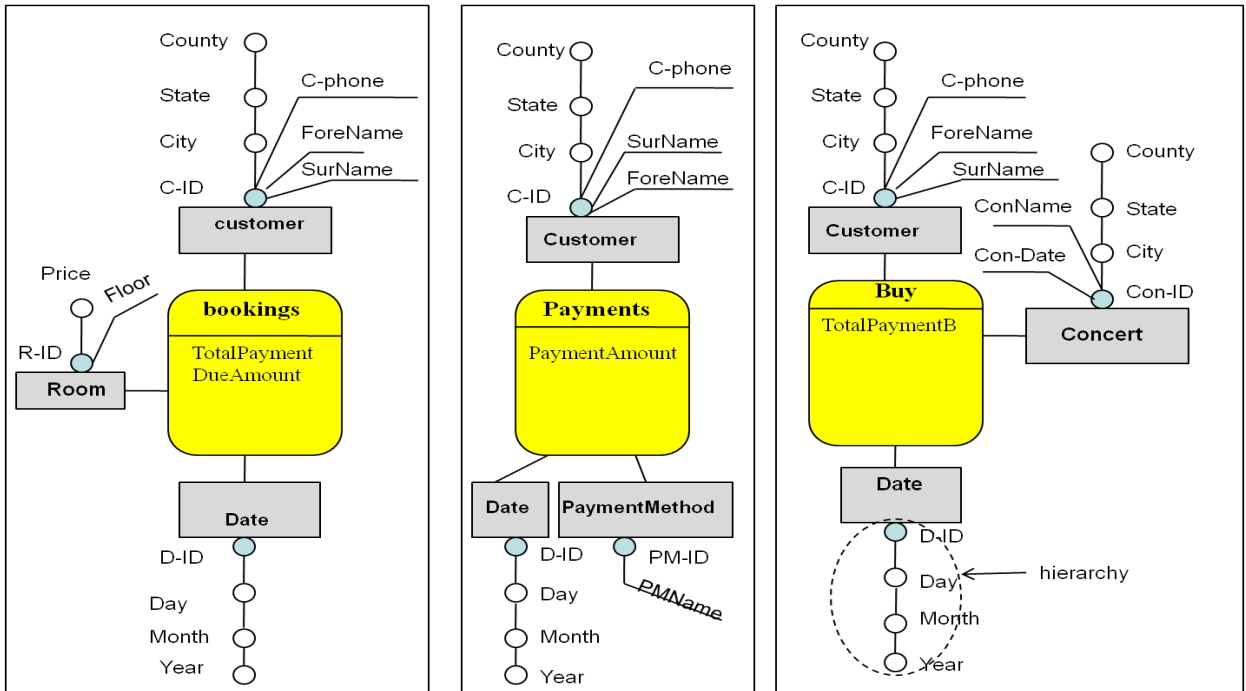 County
C-phone
State
ForeName
City
SurName
C-ID
customer
Price
Floor
bookings
R-ID
TotalPayment
DueAmount
Room
Date
D-ID
Day
Month
Year
County
C-phone
State
SurName
City
ForeName
C-ID
Customer
Payments
PaymentAmount
Date
PaymentMethod
D-ID
PM-ID
Day
PMName
Month
Year
County
C-phone
State
ForeName
City
SurName
C-ID
Customer
County
ConName
State
Con-Date
City
Con-ID
Buy
TotalPaymentB
Concert
Date
D-ID
hierarchy
Day
Month
Year